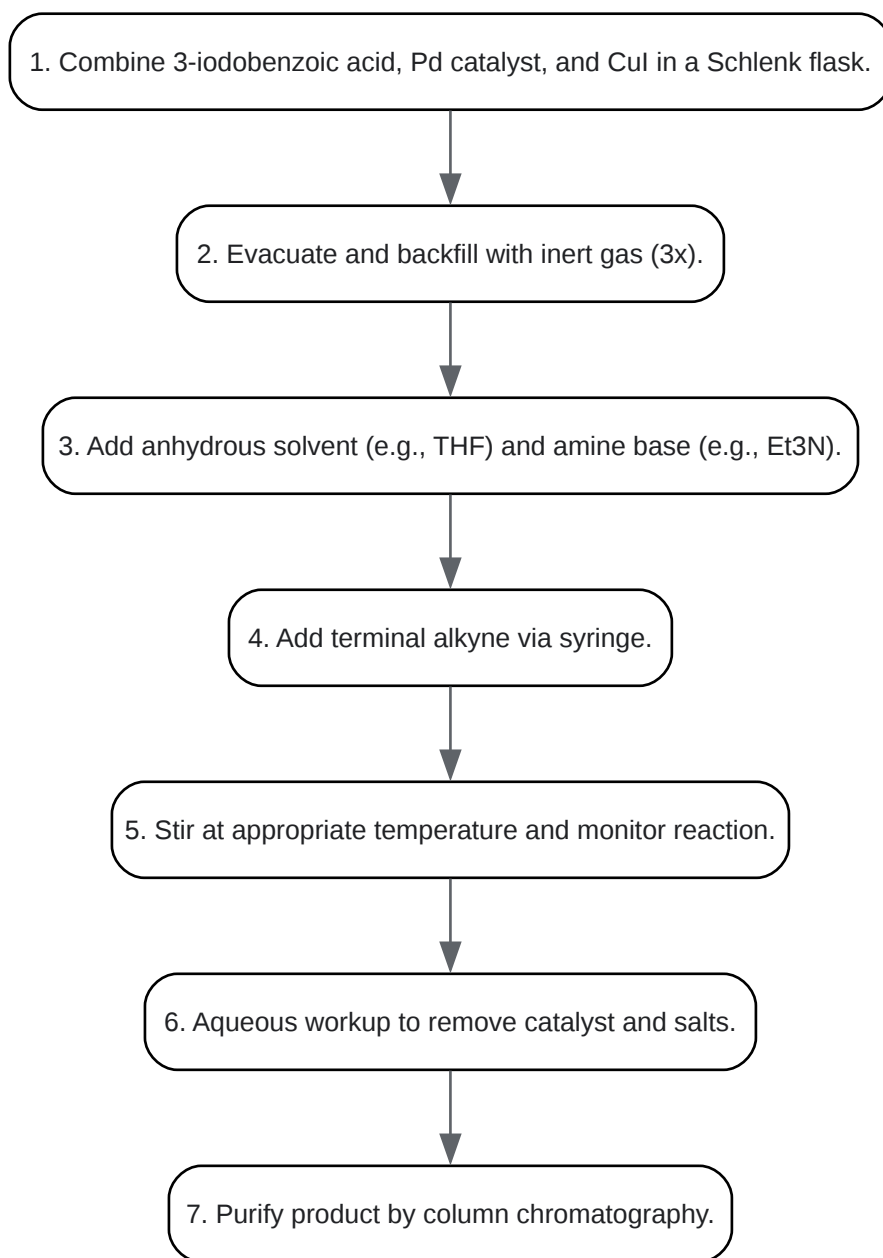 1. Combine 3-iodobenzoic acid, Pd catalyst, and CuI in a Schlenk flask.
2. Evacuate and backfill with inert gas (3x).
3. Add anhydrous solvent (e.g., THF) and amine base (e.g., Et3N).
4. Add terminal alkyne via syringe.
5. Stir at appropriate temperature and monitor reaction.
6. Aqueous workup to remove catalyst and salts.
7. Purify product by column chromatography.